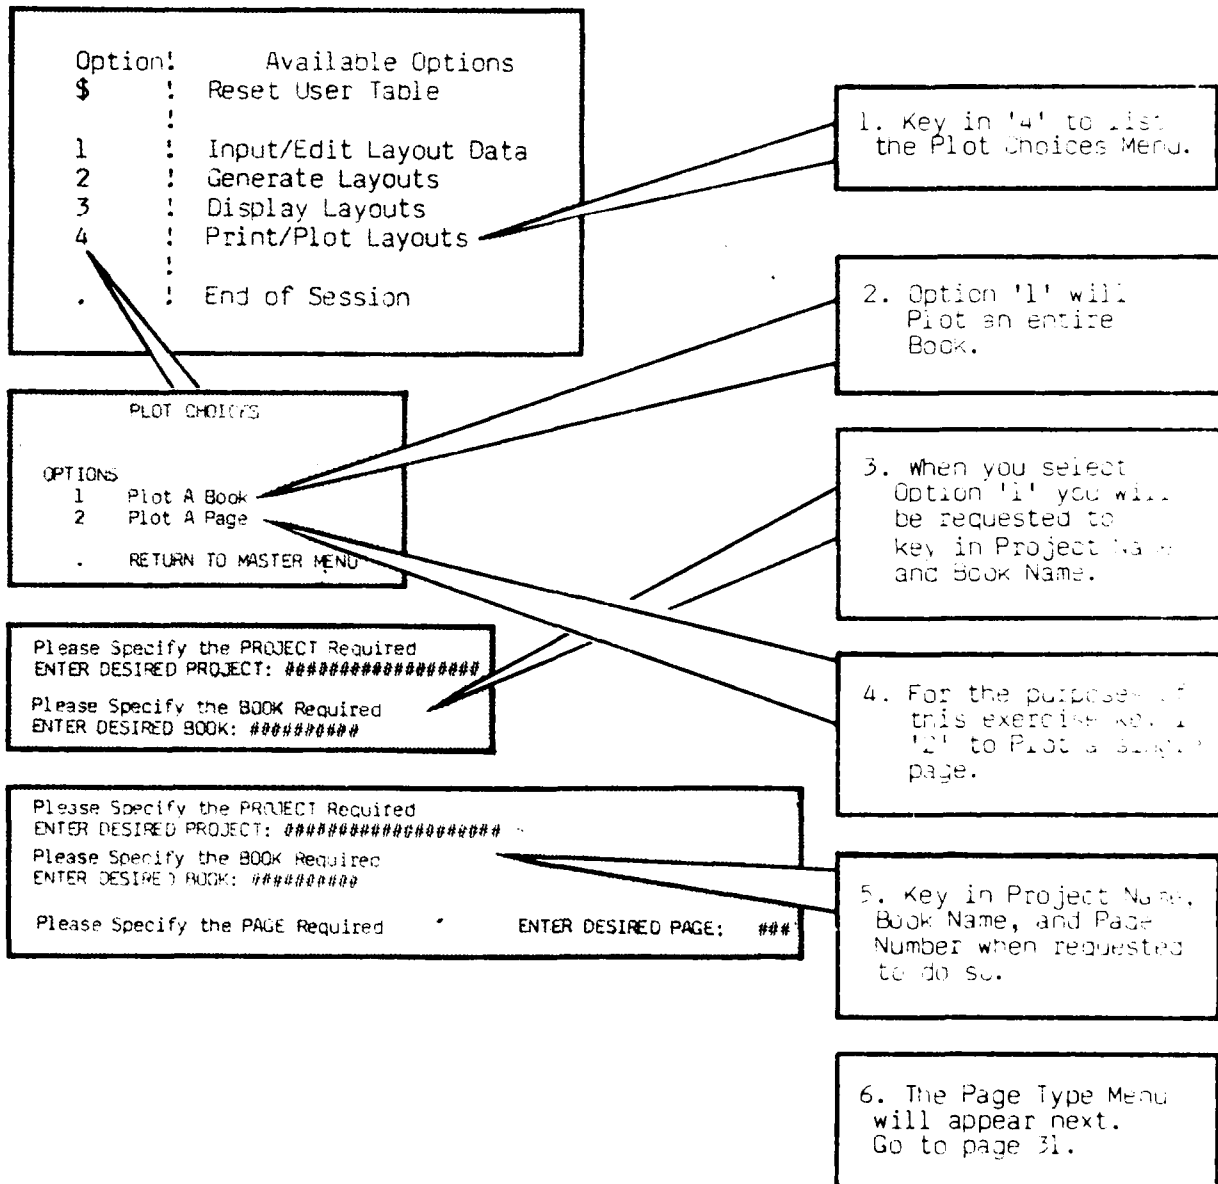 Option! Available Options
$ ! Reset User Table
!
1 ! Input/Edit Layout Data
2 ! Generate Layouts
3 ! Display Layouts
4 ! Print/Plot Layouts
!
. ! End of Session
PLOT CHOICES
OPTIONS
1 Plot A Book
2 Plot A Page
. RETURN TO MASTER MENU
Please Specify the PROJECT Required
ENTER DESIRED PROJECT: ##################
Please Specify the BOOK Required
ENTER DESIRED BOOK: ##########
Please Specify the PROJECT Required
ENTER DESIRED PROJECT: ####################
Please Specify the BOOK Required
ENTER DESIRED BOOK: ##########
Please Specify the PAGE Required ENTER DESIRED PAGE: ###
1. Key in '4' to list
the Plot Choices Menu.
2. Option '1' will
Plot an entire
Book.
3. When you select
Option '1' you will
be requested to
key in Project Name
and Book Name.
4. For the purposes of
this exercise key
'2' to Plot a single
page.
5. Key in Project Name,
Book Name, and Page
Number when requested
to do so.
6. The Page Type Menu
will appear next.
Go to page 31.